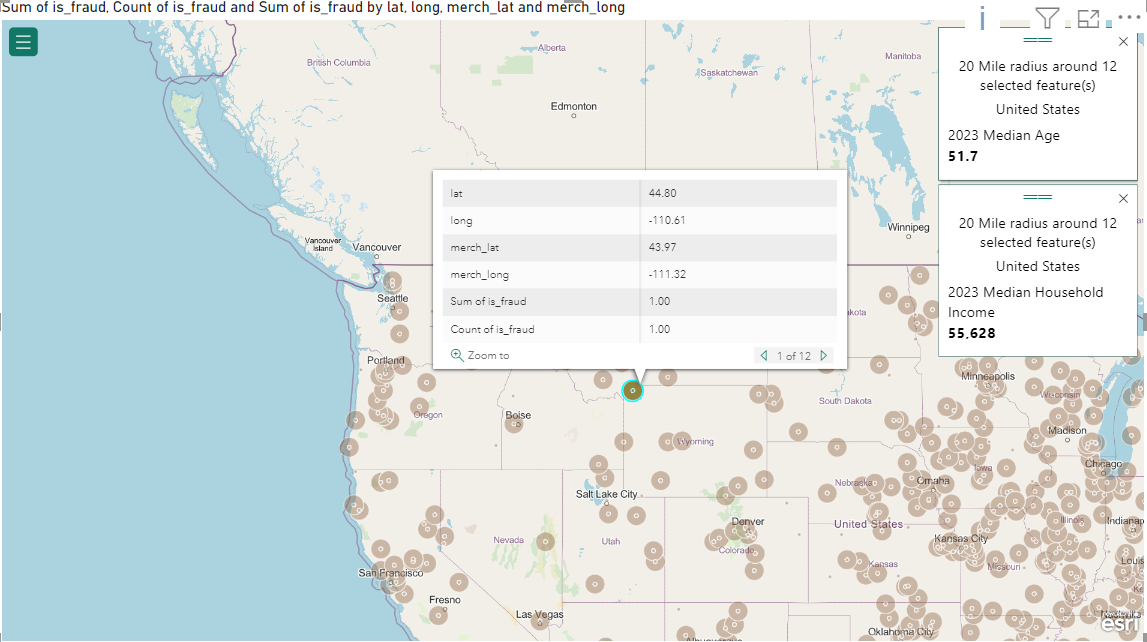 Sum of is_fraud, Count of is_fraud and Sum of is_fraud by lat, long, merch_lat and merch_long
British Columbia
Alberta
Saskatchewan
Manitoba
Edmonton
20 Mile radius around 12
selected feature(s)
United States
2023 Median Age
51.7
20 Mile radius around 12
selected feature(s)
United States
2023 Median Household
Income
55,628
lat 44.80
long -110.61
merch_lat 43.97
merch_long -111.32
Sum of is_fraud 1.00
Count of is_fraud 1.00
Zoom to 1 of 12
Vancouver
Island
Vancouver
Winnipeg
Seattle
Portland
Oregon
Boise
Wyoming
South Dakota
Minneapolis
Wisconsin
Madison
Chicago
Iowa
Nebraska
Omaha
Salt Lake City
Nevada
Utah
Denver
Colorado
United States
Kansas City
Kansas
Missouri
Illinois
San Francisco
Fresno
Las Vegas
Oklahoma City
esri